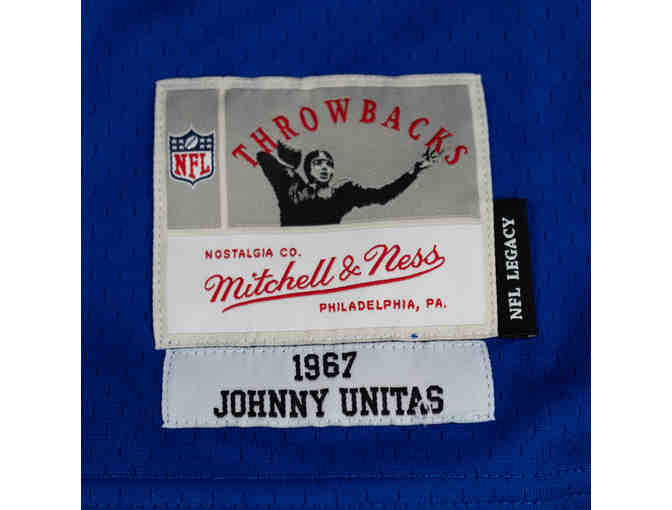 THROWBACKS
NFL
NOSTALGIA CO.
Mitchell & Ness
PHILADELPHIA, PA.
NFL LEGACY
1967
JOHNNY UNITAS